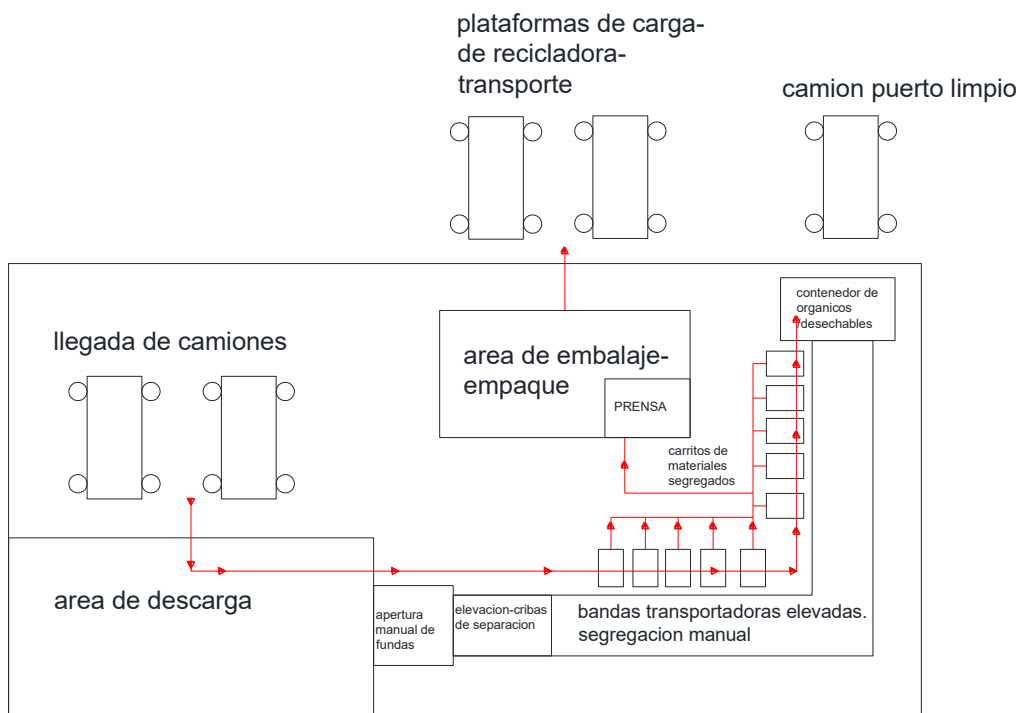 plataformas de carga-
de recicladora-
transporte
camion puerto limpio
contenedor de
organicos
/desechables
llegada de camiones
area de embalaje-
empaque
PRENSA
carritos de
materiales
segregados
area de descarga
apertura
manual de
fundas
elevacion-cribas
de separacion
bandas transportadoras elevadas.
segregacion manual